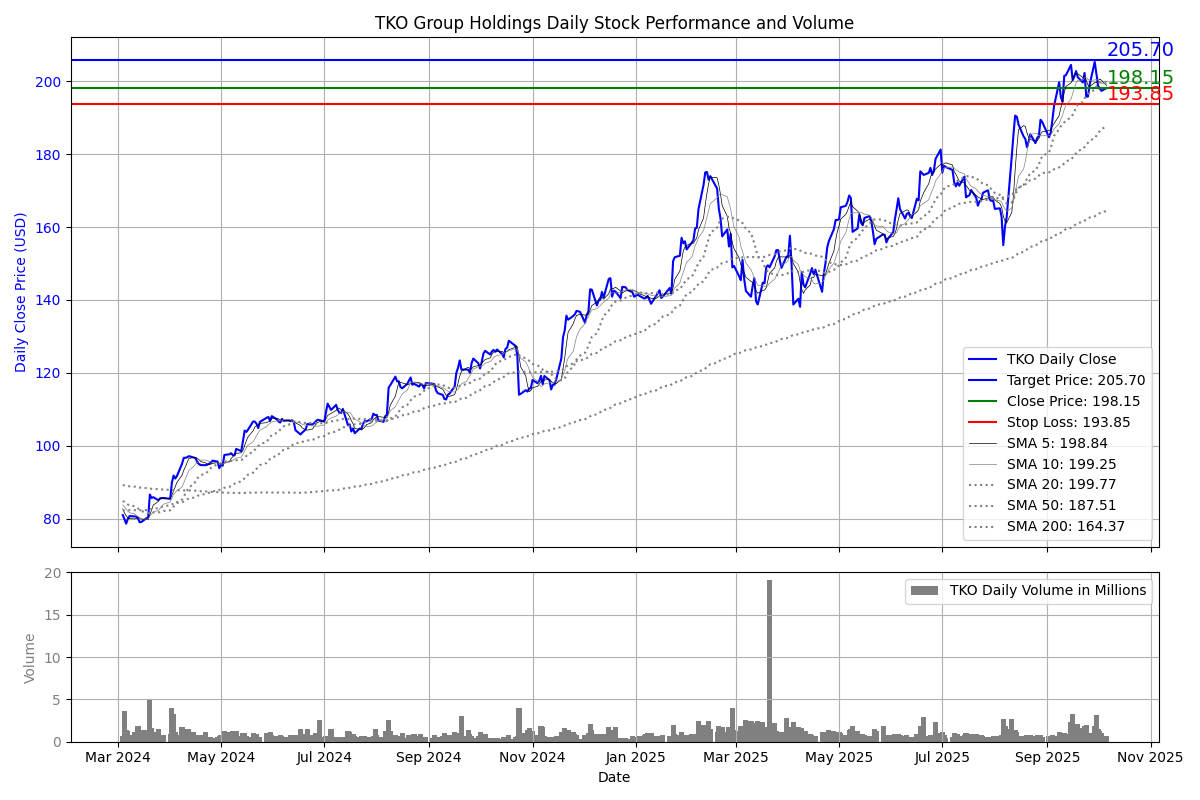 TKO Group Holdings Daily Stock Performance and Volume
205.70
198.15
193.85
200
180
160
140
120
100
80
Daily Close Price (USD)
TKO Daily Close
Target Price: 205.70
Close Price: 198.15
Stop Loss: 193.85
SMA 5: 198.84
SMA 10: 199.25
SMA 20: 199.77
SMA 50: 187.51
SMA 200: 164.37
20
15
10
5
0
Volume
TKO Daily Volume in Millions
Mar 2024 May 2024 Jul 2024 Sep 2024 Nov 2024 Jan 2025 Mar 2025 May 2025 Jul 2025 Sep 2025 Nov 2025
Date